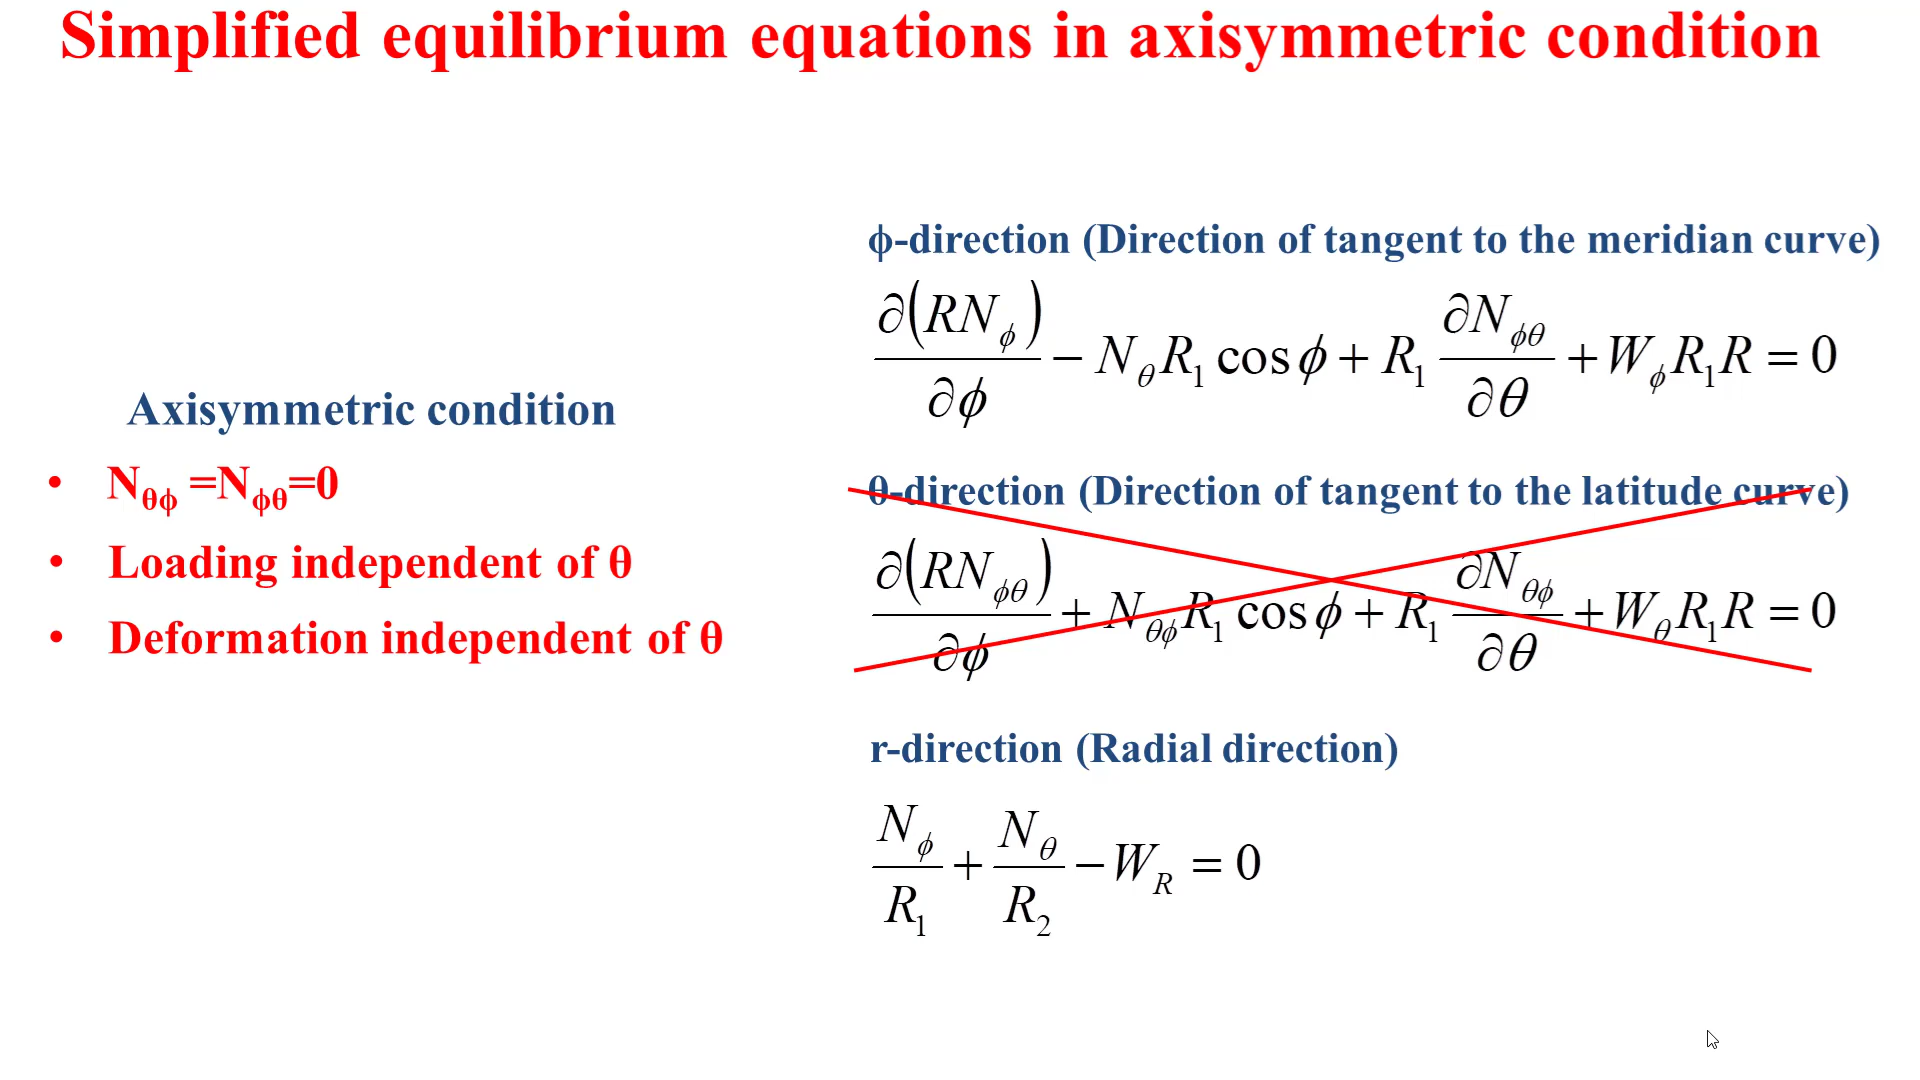 Simplified equilibrium equations in axisymmetric condition
Axisymmetric condition
• Nθϕ =Nϕθ=0
• Loading independent of θ
• Deformation independent of θ
ϕ-direction (Direction of tangent to the meridian curve)
∂(RN_ϕ)/∂ϕ − N_θ R_1 cos ϕ + R_1 ∂N_ϕθ/∂θ + W_ϕ R_1 R = 0
θ-direction (Direction of tangent to the latitude curve)
∂(RN_ϕθ)/∂ϕ + N_θϕ R_1 cos ϕ + R_1 ∂N_θϕ/∂θ + W_θ R_1 R = 0
r-direction (Radial direction)
N_ϕ/R_1 + N_θ/R_2 − W_R = 0